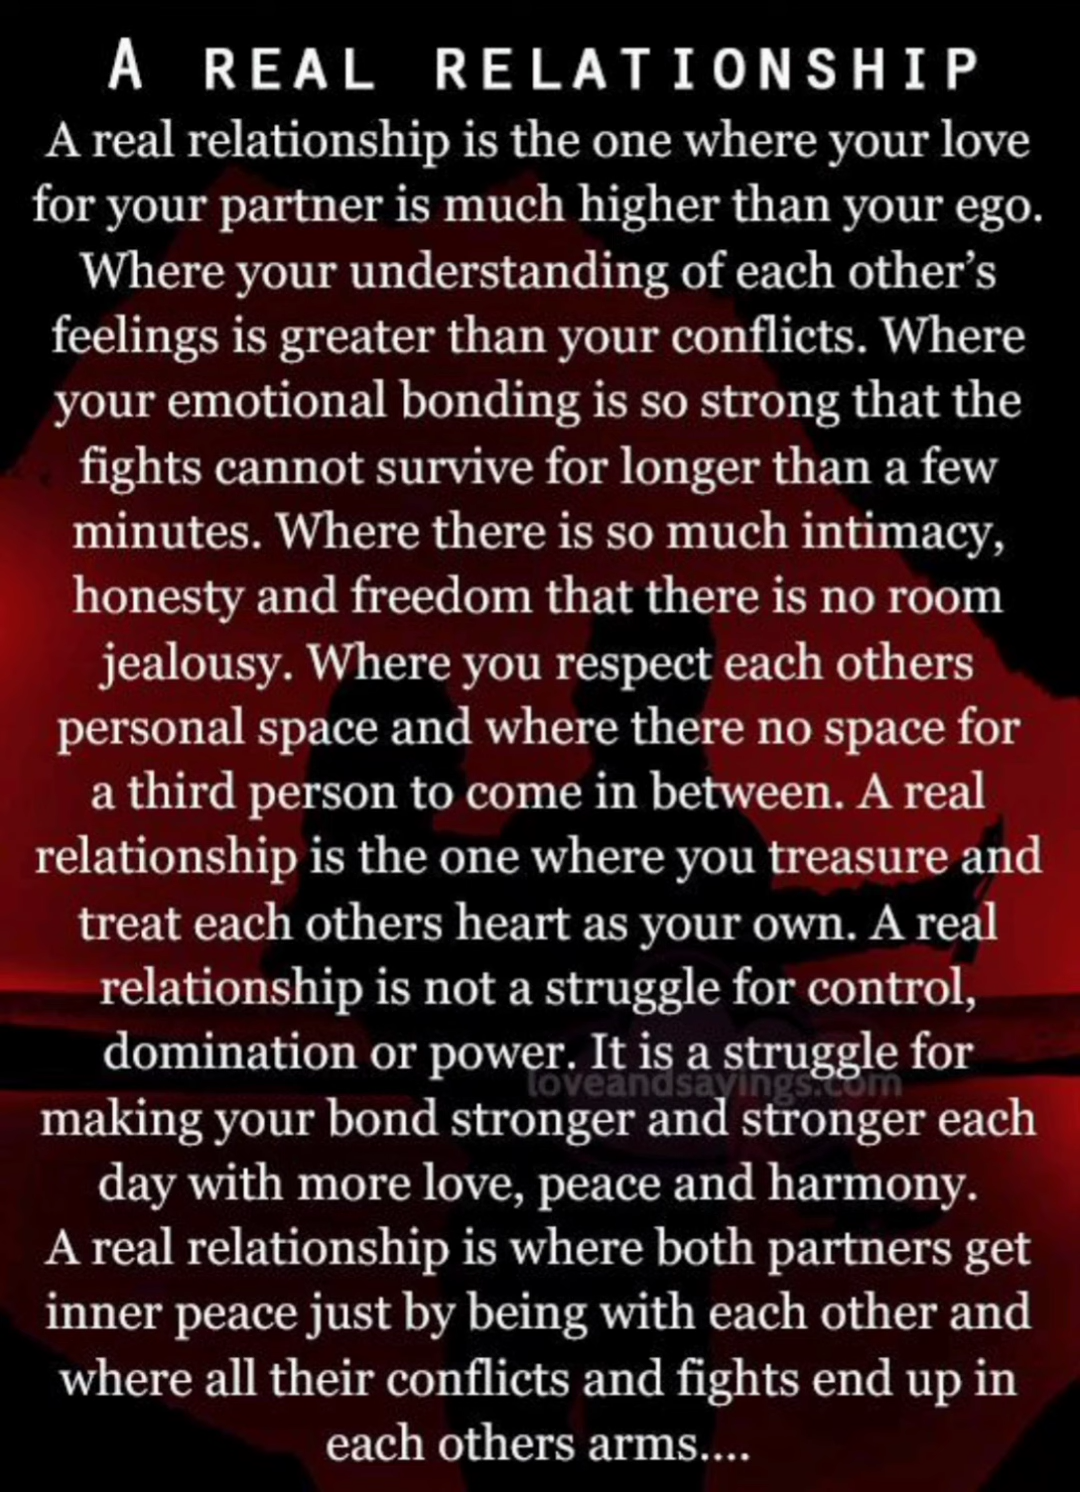 A REAL RELATIONSHIP
A real relationship is the one where your love
for your partner is much higher than your ego.
Where your understanding of each other’s
feelings is greater than your conflicts. Where
your emotional bonding is so strong that the
fights cannot survive for longer than a few
minutes. Where there is so much intimacy,
honesty and freedom that there is no room
jealousy. Where you respect each others
personal space and where there no space for
a third person to come in between. A real
relationship is the one where you treasure and
treat each others heart as your own. A real
relationship is not a struggle for control,
domination or power. It is a struggle for
loveandsayings.com
making your bond stronger and stronger each
day with more love, peace and harmony.
A real relationship is where both partners get
inner peace just by being with each other and
where all their conflicts and fights end up in
each others arms....